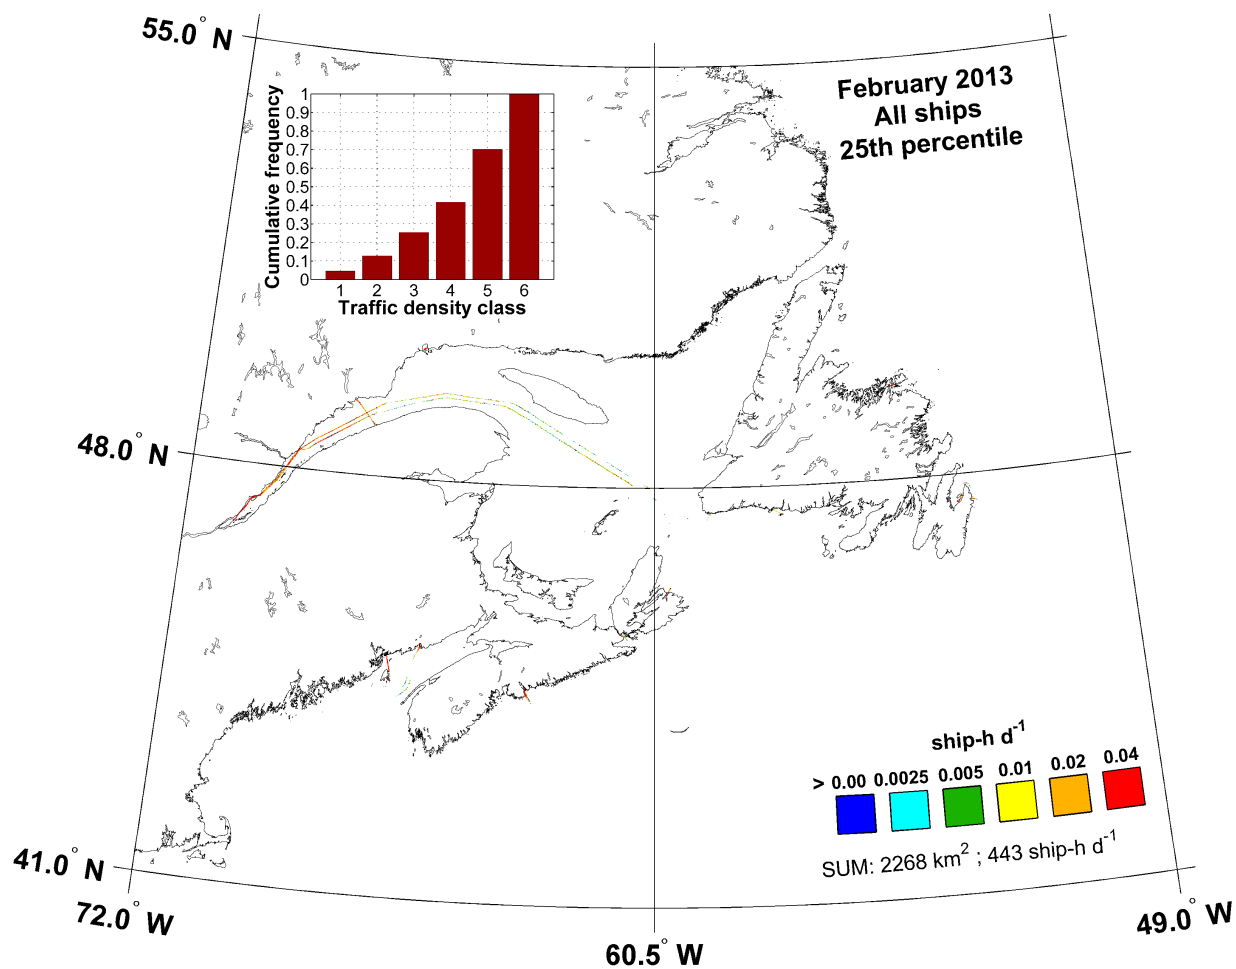 55.0° N
February 2013
All ships
25th percentile
Cumulative frequency
1
0.9
0.8
0.7
0.6
0.5
0.4
0.3
0.2
0.1
0
1 2 3 4 5 6
Traffic density class
48.0° N
ship-h d-1
> 0.00 0.0025 0.005 0.01 0.02 0.04
SUM: 2268 km2 ; 443 ship-h d-1
41.0° N
72.0° W
60.5° W
49.0° W